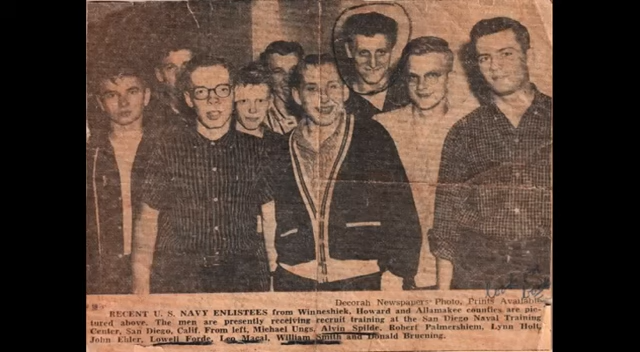 Decorah Newspapers Photo, Prints Available
RECENT U. S. NAVY ENLISTEES from Winneshiek, Howard and Allamakee counties are pic-
tured above. The men are presently receiving recruit training at the San Diego Naval Training
Center, San Diego, Calif. From left, Michael Ungs, Alvin Spilde, Robert Palmershiem, Lynn Holt,
John Ehler, Lowell Forde, Leo Macal, William Smith and Donald Bruening.